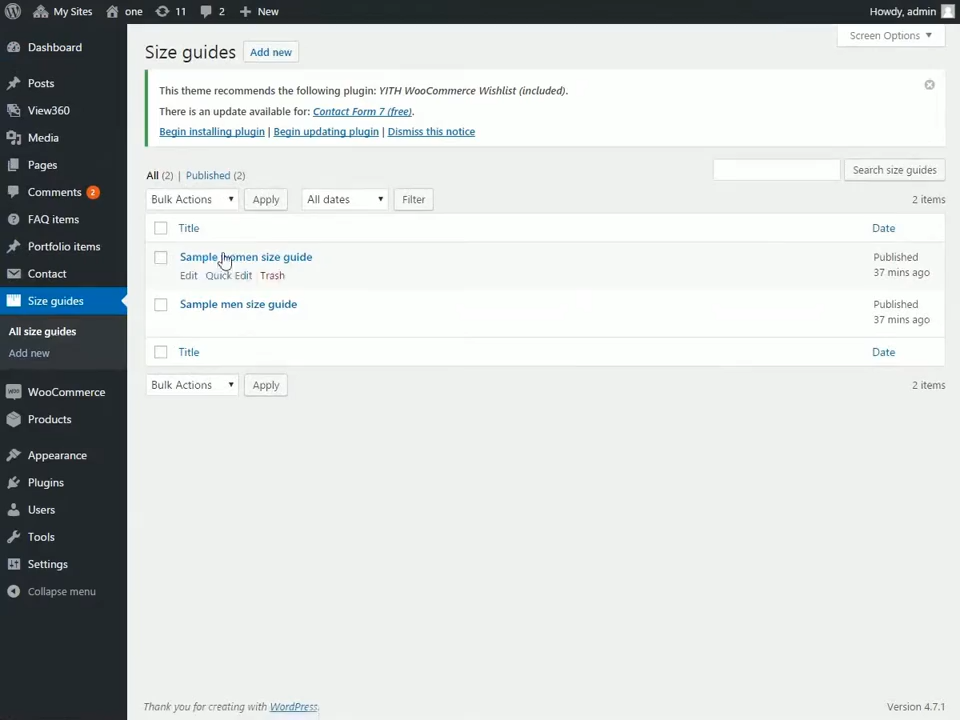 My Sites one 11 2 New Howdy, admin
Screen Options
Dashboard
Posts
View360
Media
Pages
Comments 2
FAQ items
Portfolio items
Contact
Size guides
All size guides
Add new
WooCommerce
Products
Appearance
Plugins
Users
Tools
Settings
Collapse menu
Size guides Add new
This theme recommends the following plugin: YITH WooCommerce Wishlist (included).
There is an update available for: Contact Form 7 (free).
Begin installing plugin | Begin updating plugin | Dismiss this notice
All (2) | Published (2)
Search size guides
Bulk Actions Apply All dates Filter 2 items
Title Date
Sample women size guide Published
Edit Quick Edit Trash 37 mins ago
Sample men size guide Published
37 mins ago
Title Date
Bulk Actions Apply 2 items
Thank you for creating with WordPress. Version 4.7.1